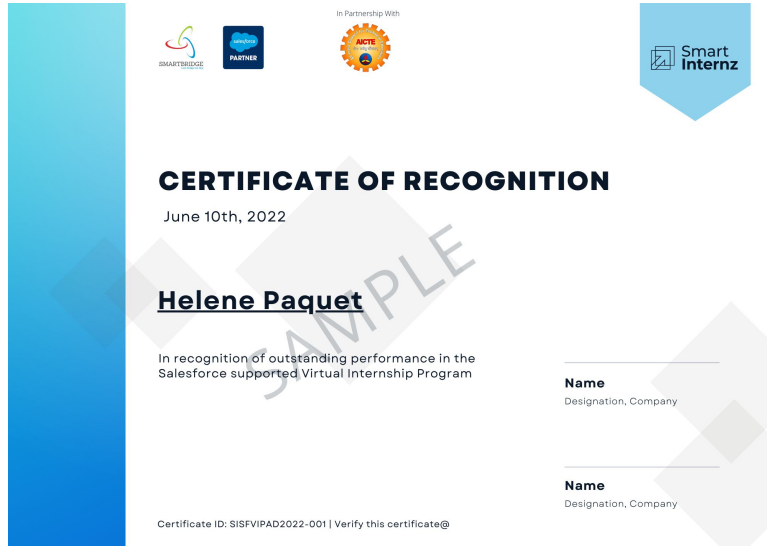 In Partnership With
SMARTBRIDGE
salesforce
PARTNER
AICTE
Smart
Internz
CERTIFICATE OF RECOGNITION
June 10th, 2022
Helene Paquet
SAMPLE
In recognition of outstanding performance in the
Salesforce supported Virtual Internship Program
Name
Designation, Company
Name
Designation, Company
Certificate ID: SISFVIPAD2022-001 | Verify this certificate@